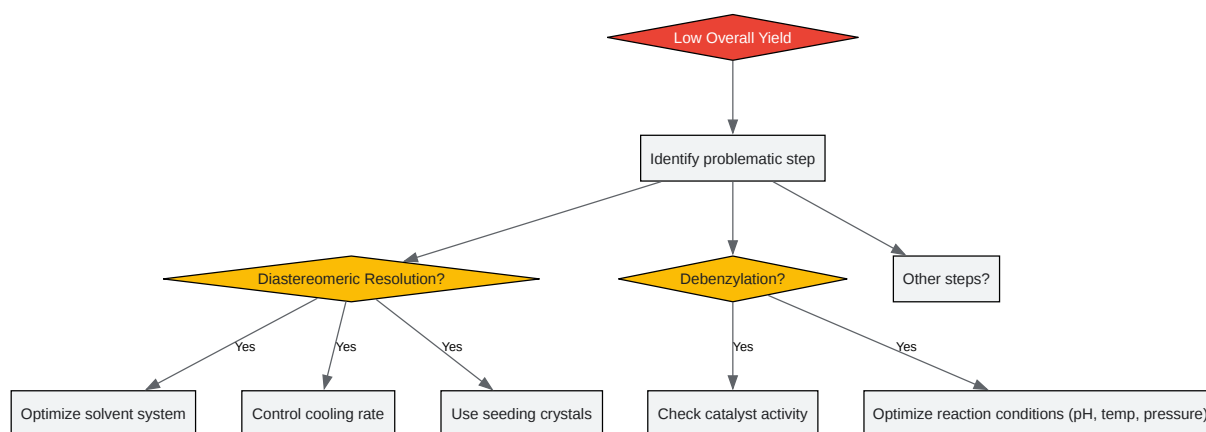 Low Overall Yield
Identify problematic step
Diastereomeric Resolution?
Debenzylation?
Other steps?
Yes
Yes
Yes
Yes
Yes
Optimize solvent system
Control cooling rate
Use seeding crystals
Check catalyst activity
Optimize reaction conditions (pH, temp, pressure)